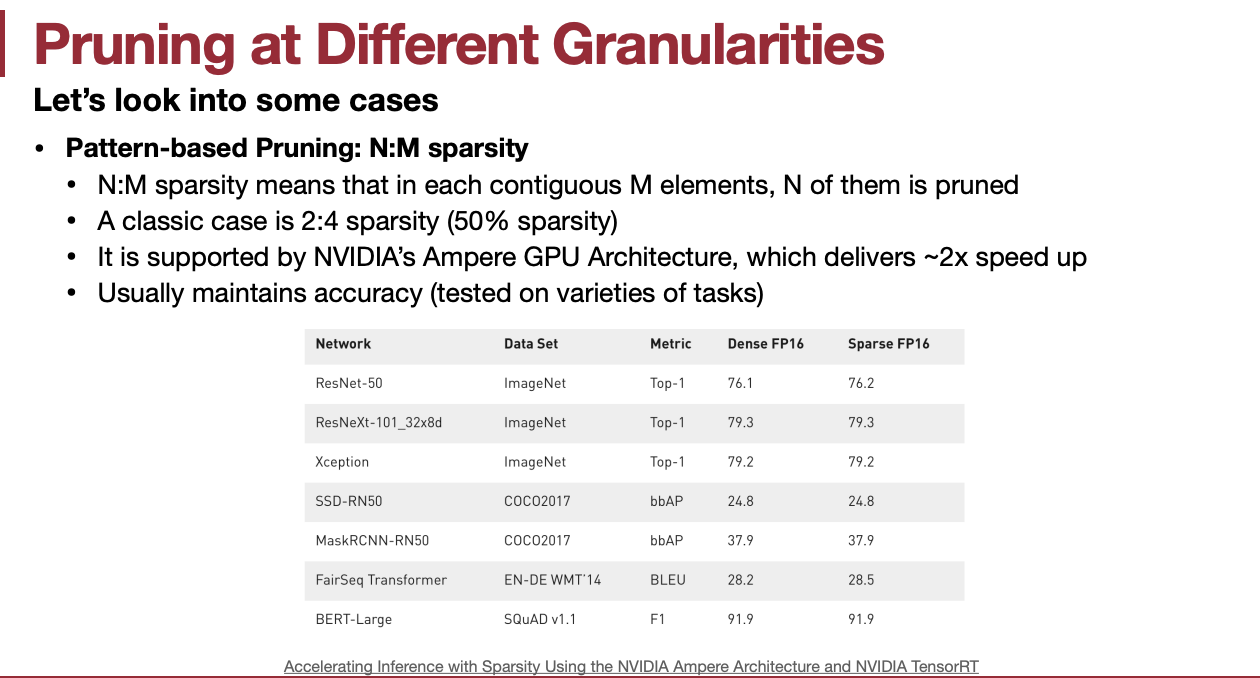 Pruning at Different Granularities
Let's look into some cases
• Pattern-based Pruning: N:M sparsity
• N:M sparsity means that in each contiguous M elements, N of them is pruned
• A classic case is 2:4 sparsity (50% sparsity)
• It is supported by NVIDIA's Ampere GPU Architecture, which delivers ~2x speed up
• Usually maintains accuracy (tested on varieties of tasks)
Network Data Set Metric Dense FP16 Sparse FP16
ResNet-50 ImageNet Top-1 76.1 76.2
ResNeXt-101_32x8d ImageNet Top-1 79.3 79.3
Xception ImageNet Top-1 79.2 79.2
SSD-RN50 COCO2017 bbAP 24.8 24.8
MaskRCNN-RN50 COCO2017 bbAP 37.9 37.9
FairSeq Transformer EN-DE WMT'14 BLEU 28.2 28.5
BERT-Large SQuAD v1.1 F1 91.9 91.9
Accelerating Inference with Sparsity Using the NVIDIA Ampere Architecture and NVIDIA TensorRT